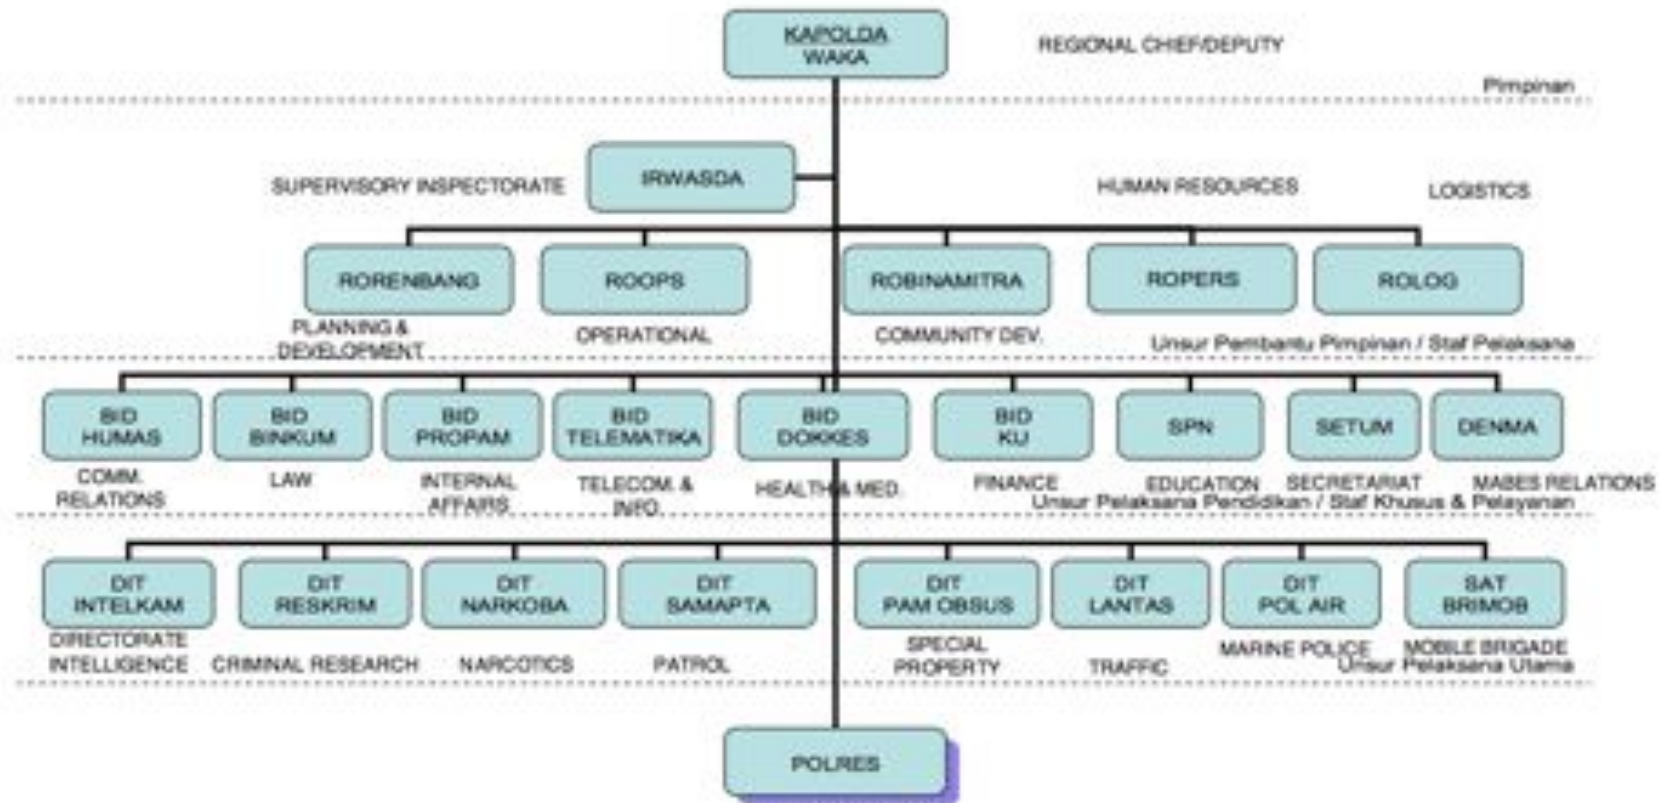 KAPOLDA
WAKA
REGIONAL CHIEF/DEPUTY
Pimpinan
SUPERVISORY INSPECTORATE
IRWASDA
HUMAN RESOURCES
LOGISTICS
RORENBANG
ROOPS
ROBINAMITRA
ROPERS
ROLOG
PLANNING &
DEVELOPMENT
OPERATIONAL
COMMUNITY DEV.
Unsur Pembantu Pimpinan / Staf Pelaksana
BID
HUMAS
BID
BINKUM
BID
PROPAM
BID
TELEMATIKA
BID
DOKKES
BID
KU
SPN
SETUM
DENMA
COMM.
RELATIONS
LAW
INTERNAL
AFFAIRS
TELECOM. &
INFO.
HEALTH & MED.
FINANCE
EDUCATION
SECRETARIAT
MABES RELATIONS
Unsur Pelaksana Pendidikan / Staf Khusus & Pelayanan
DIT
INTELKAM
DIT
RESKRIM
DIT
NARKOBA
DIT
SAMAPTA
DIT
PAM OBSUS
DIT
LANTAS
DIT
POL AIR
SAT
BRIMOB
DIRECTORATE
INTELLIGENCE
CRIMINAL RESEARCH
NARCOTICS
PATROL
SPECIAL
PROPERTY
TRAFFIC
MARINE POLICE
MOBILE BRIGADE
Unsur Pelaksana Utama
POLRES